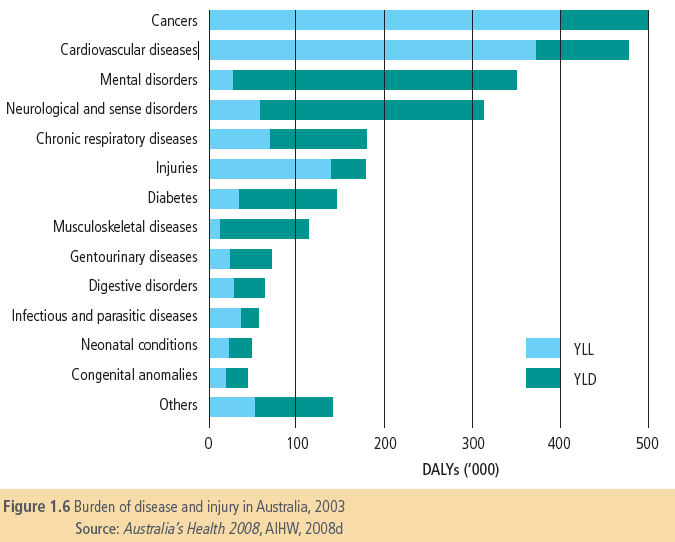 Cancers
Cardiovascular diseases
Mental disorders
Neurological and sense disorders
Chronic respiratory diseases
Injuries
Diabetes
Musculoskeletal diseases
Gentourinary diseases
Digestive disorders
Infectious and parasitic diseases
Neonatal conditions
Congenital anomalies
Others
YLL
YLD
0 100 200 300 400 500
DALYs ('000)
Figure 1.6 Burden of disease and injury in Australia, 2003
Source: Australia's Health 2008, AIHW, 2008d